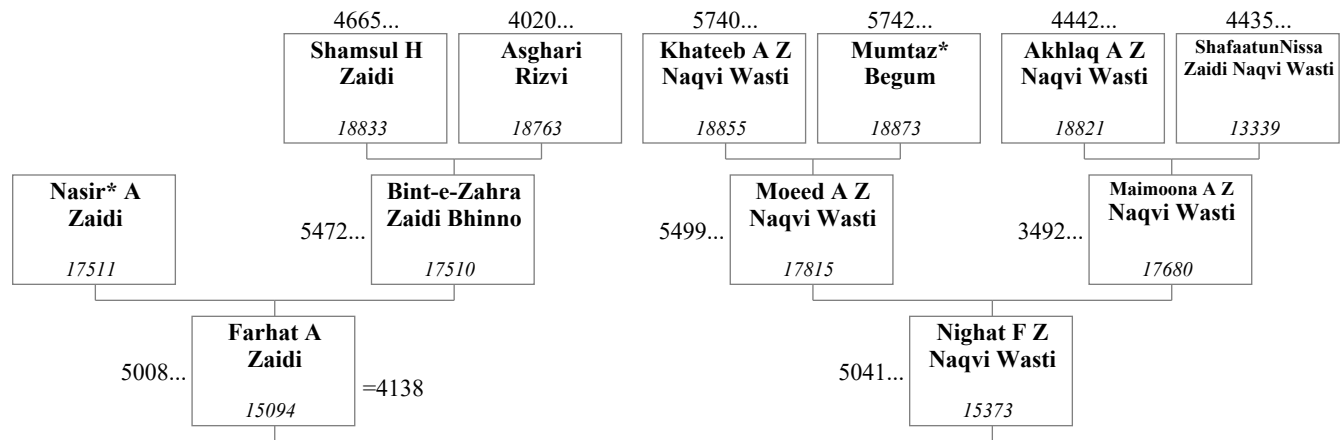 4665...
4020...
5740...
5742...
4442...
4435...
Shamsul H
Zaidi
18833
Asghari
Rizvi
18763
Khateeb A Z
Naqvi Wasti
18855
Mumtaz*
Begum
18873
Akhlaq A Z
Naqvi Wasti
18821
ShafaatunNissa
Zaidi Naqvi Wasti
13339
Nasir* A
Zaidi
17511
5472...
Bint-e-Zahra
Zaidi Bhinno
17510
5499...
Moeed A Z
Naqvi Wasti
17815
3492...
Maimoona A Z
Naqvi Wasti
17680
5008...
Farhat A
Zaidi
15094
=4138
5041...
Nighat F Z
Naqvi Wasti
15373